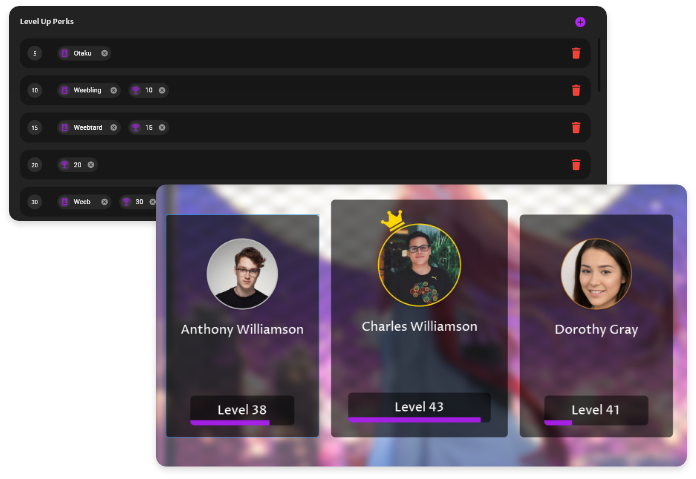 Level Up Perks
5 Otaku
10 Weebling 10
15 Weebtard 15
20 20
30 Weeb 30
Anthony Williamson Charles Williamson Dorothy Gray
Level 38 Level 43 Level 41